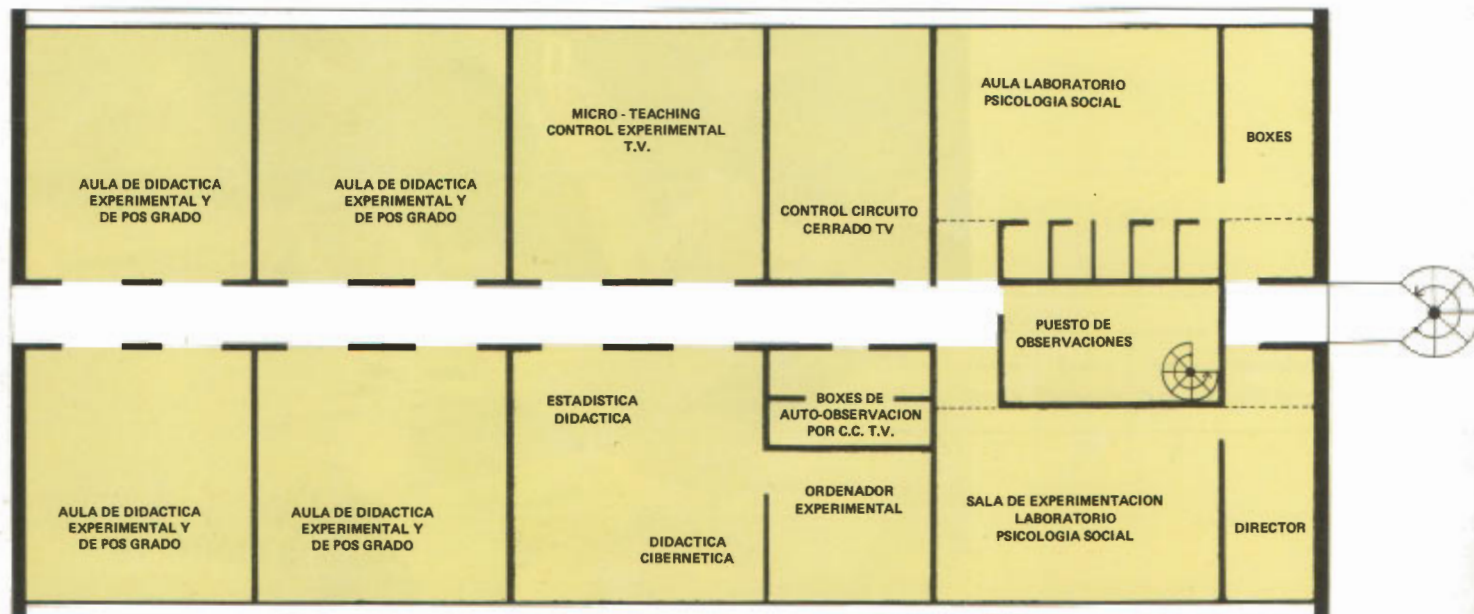 AULA DE DIDACTICA
EXPERIMENTAL Y
DE POS GRADO
AULA DE DIDACTICA
EXPERIMENTAL Y
DE POS GRADO
MICRO - TEACHING
CONTROL EXPERIMENTAL
T.V.
CONTROL CIRCUITO
CERRADO TV
AULA LABORATORIO
PSICOLOGIA SOCIAL
BOXES
PUESTO DE
OBSERVACIONES
AULA DE DIDACTICA
EXPERIMENTAL Y
DE POS GRADO
AULA DE DIDACTICA
EXPERIMENTAL Y
DE POS GRADO
ESTADISTICA
DIDACTICA
DIDACTICA
CIBERNETICA
BOXES DE
AUTO-OBSERVACION
POR C.C. T.V.
ORDENADOR
EXPERIMENTAL
SALA DE EXPERIMENTACION
LABORATORIO
PSICOLOGIA SOCIAL
DIRECTOR